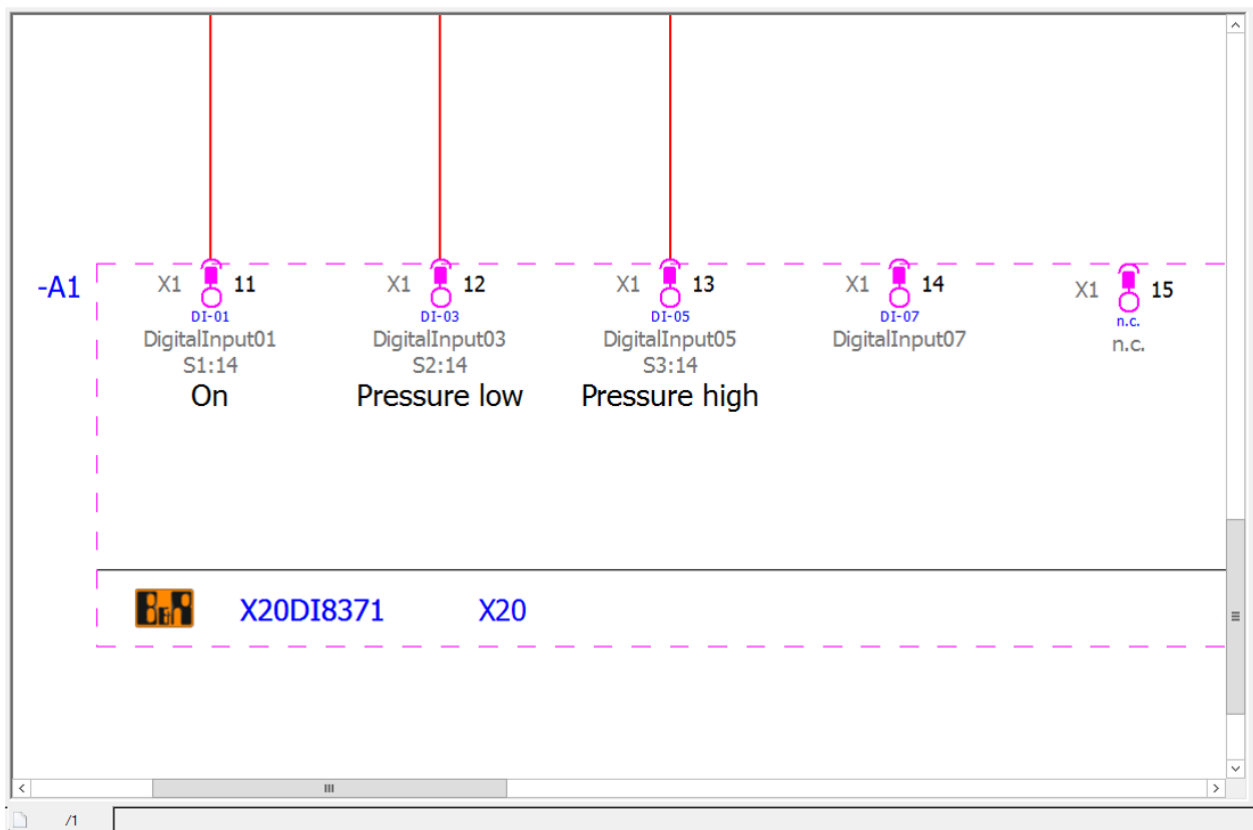 -A1
X1 11
DI-01
DigitalInput01
S1:14
On
X1 12
DI-03
DigitalInput03
S2:14
Pressure low
X1 13
DI-05
DigitalInput05
S3:14
Pressure high
X1 14
DI-07
DigitalInput07
X1 15
n.c.
n.c.
B&R X20DI8371 X20
/1